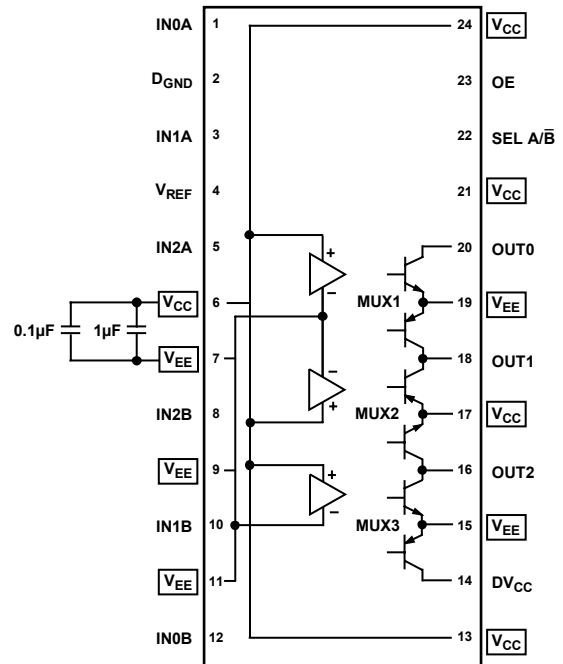 IN0A 1 24 VCC
DGND 2 23 OE
IN1A 3 22 SEL A/B̅
VREF 4 21 VCC
IN2A 5 20 OUT0
+
–
MUX1
VCC 6 19 VEE
0.1µF 1µF
VEE 7 18 OUT1
–
+
IN2B 8 MUX2 17 VCC
VEE 9 16 OUT2
+
–
IN1B 10 MUX3 15 VEE
VEE 11 14 DVCC
IN0B 12 13 VCC